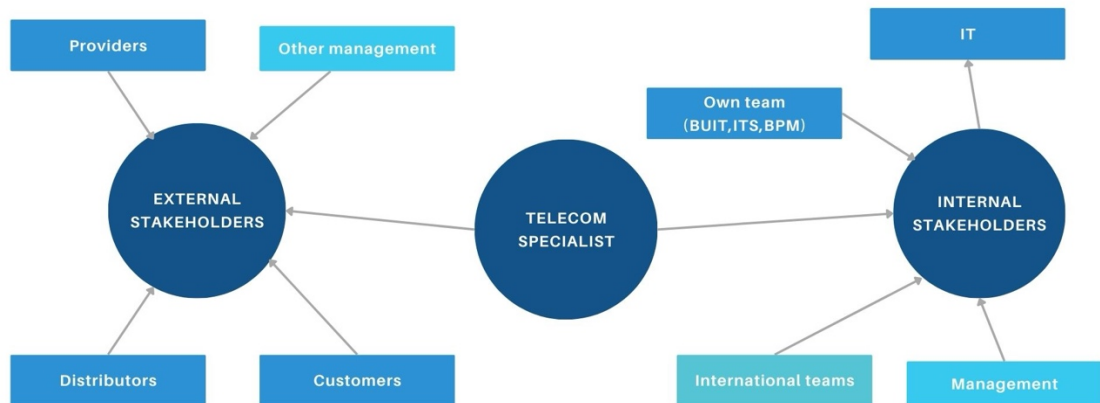 Providers
Other management
IT
Own team
(BUIT,ITS,BPM)
EXTERNAL
STAKEHOLDERS
TELECOM
SPECIALIST
INTERNAL
STAKEHOLDERS
Distributors
Customers
International teams
Management